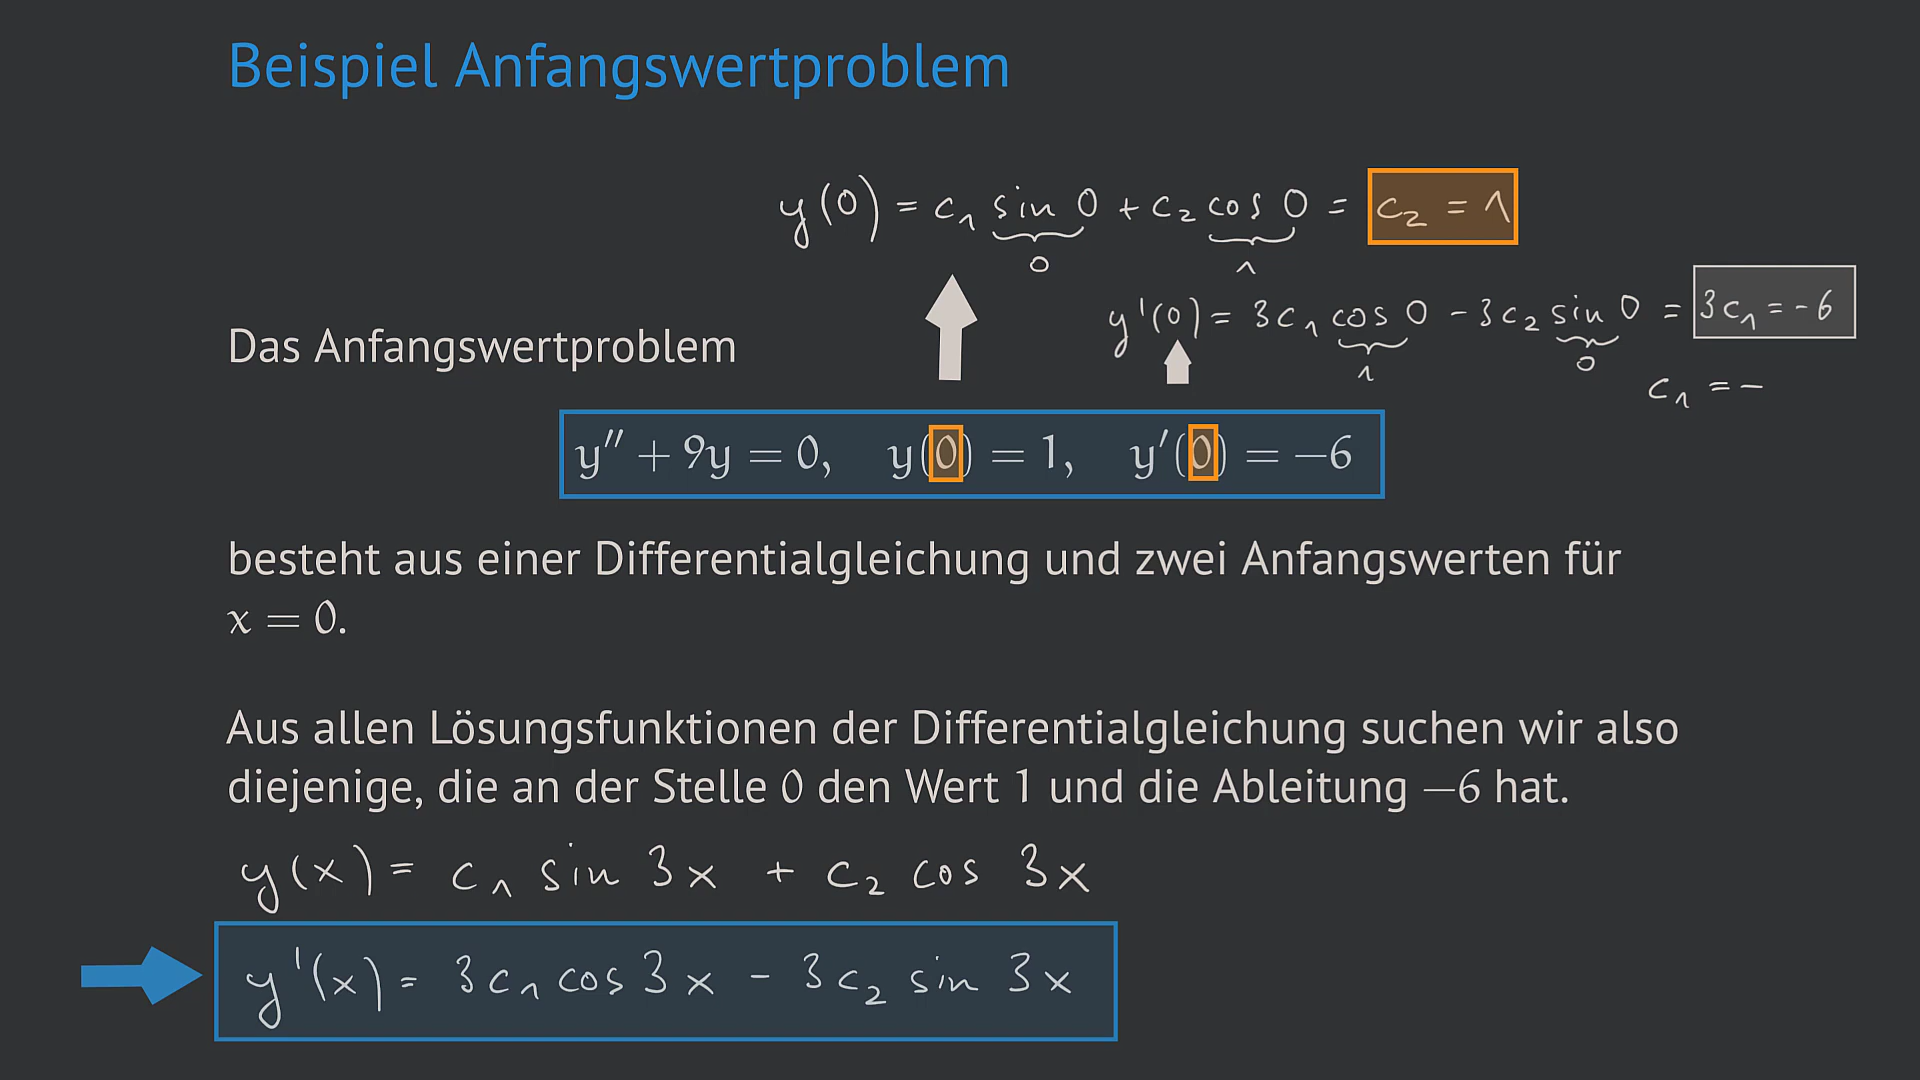 Beispiel Anfangswertproblem
y(0) = c₁ sin 0 + c₂ cos 0 = c₂ = 1
0 1
y'(0) = 3c₁ cos 0 - 3c₂ sin 0 = 3c₁ = -6
1 0
c₁ = -
Das Anfangswertproblem
y'' + 9y = 0, y(0) = 1, y'(0) = −6
besteht aus einer Differentialgleichung und zwei Anfangswerten für
x = 0.
Aus allen Lösungsfunktionen der Differentialgleichung suchen wir also
diejenige, die an der Stelle 0 den Wert 1 und die Ableitung −6 hat.
y(x) = c₁ sin 3x + c₂ cos 3x
y'(x) = 3c₁ cos 3x - 3c₂ sin 3x